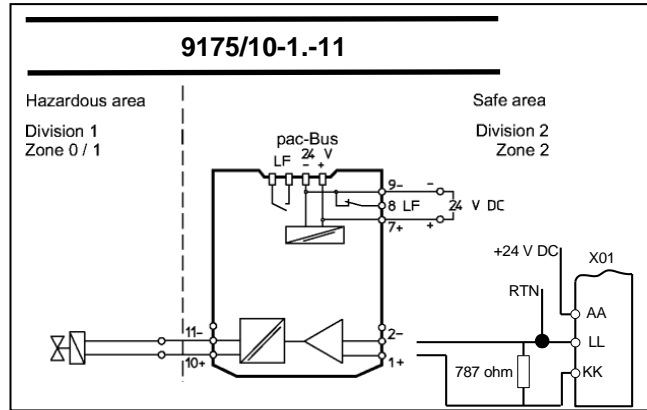 9175/10-1.-11
Hazardous area
Safe area
Division 1
Zone 0 / 1
Division 2
Zone 2
pac-Bus
LF
24 V
- +
9-
-
8 LF
24 V DC
7+
+
+24 V DC
X01
RTN
AA
11-
2-
LL
10+
1+
787 ohm
KK